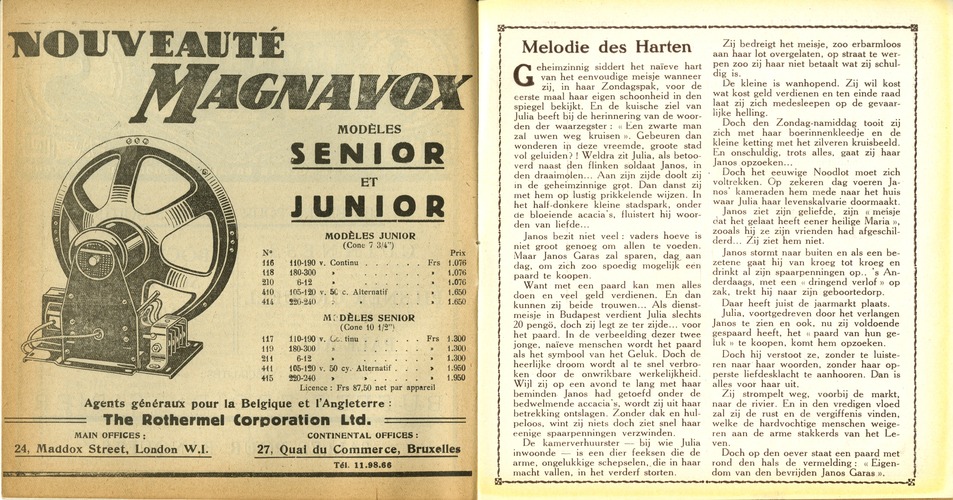 NOUVEAUTÉ
MAGNAVOX
MODÈLES
SENIOR
ET
JUNIOR
MODÈLES JUNIOR
(Cone 7 3/4")
N° Prix
116 110-190 v. Continu . . . . . . Frs 1.076
118 180-300 » . . . . . . » 1.076
210 6-12 » . . . . . . » 1.076
410 105-120 v. 50 c. Alternatif . . . . » 1.650
414 220-240 » » . . . . » 1.650
MODÈLES SENIOR
(Cone 10 1/2")
117 110-190 v. Continu . . . . . . Frs 1.300
119 180-300 » . . . . . . » 1.300
211 6-12 » . . . . . . » 1.300
441 105-120 v. 50 cy. Alternatif . . . . » 1.950
415 220-240 » » . . . . » 1.950
Licence : Frs 87,50 net par appareil
Agents généraux pour la Belgique et l'Angleterre :
The Rothermel Corporation Ltd.
MAIN OFFICES :
24, Maddox Street, London W.I.
CONTINENTAL OFFICES :
27, Quai du Commerce, Bruxelles
Tél. 11.98.66
Melodie des Harten
Geheimzinnig siddert het naïeve hart
van het eenvoudige meisje wanneer
zij, in haar Zondagspak, voor de
eerste maal haar eigen schoonheid in den
spiegel bekijkt. En de kuische ziel van
Julia beeft bij de herinnering van de woor-
den der waarzegster : « Een zwarte man
zal uwen weg kruisen ». Gebeuren dan
wonderen in deze vreemde, groote stad
vol geluiden?! Weldra zit Julia, als betoo-
verd naast den flinken soldaat Janos, in
den draaimolen... Aan zijn zijde doolt zij
in de geheimzinnige grot. Dan danst zij
met hem op lustig prikkelende wijzen. In
het half-donkere kleine stadspark, onder
de bloeiende acacia's, fluistert hij woor-
den van liefde...
Janos bezit niet veel : vaders hoeve is
niet groot genoeg om allen te voeden.
Maar Janos Garas zal sparen, dag aan
dag, om zich zoo spoedig mogelijk een
paard te koopen.
Want met een paard kan men alles
doen en veel geld verdienen. En dan
kunnen zij beide trouwen... Als dienst-
meisje in Budapest verdient Julia slechts
20 pengö, doch zij legt ze ter zijde... voor
het paard. In de verbeelding dezer twee
jonge, naïeve menschen wordt het paard
als het symbool van het Geluk. Doch de
heerlijke droom wordt al te snel verbro-
ken door de onwrikbare werkelijkheid.
Wijl zij op een avond te lang met haar
beminden Janos had getoefd onder de
bedwelmende accacia's, wordt zij uit haar
betrekking ontslagen. Zonder dak en hul-
peloos, wint zij niets doch ziet snel haar
eenige spaarpenningen verzwinden.
De kamerverhuurster — bij wie Julia
inwoonde — is een dier feeksen die de
arme, ongelukkige schepselen, die in haar
macht vallen, in het verderf storten.
Zij bedreigt het meisje, zoo erbarmloos
aan haar lot overgelaten, op straat te wer-
pen zoo zij haar niet betaalt wat zij schul-
dig is.
De kleine is wanhopend. Zij wil kost
wat kost geld verdienen en ten einde raad
laat zij zich medesleepen op de gevaar-
lijke helling.
Doch den Zondag-namiddag tooit zij
zich met haar boerinnenkleedje en de
kleine ketting met het zilveren kruisbeeld.
En onschuldig, trots alles, gaat zij haar
Janos opzoeken...
Doch het eeuwige Noodlot moet zich
voltrekken. Op zekeren dag voeren Ja-
nos' kameraden hem mede naar het huis
waar Julia haar levenskalvarie doormaakt.
Janos ziet zijn geliefde, zijn « meisje
dat het gelaat heeft eener heilige Maria »,
zooals hij ze zijn vrienden had afgeschil-
derd... Zij ziet hem niet.
Janos stormt naar buiten en als een be-
zetene gaat hij van kroeg tot kroeg en
drinkt al zijn spaarpenningen op.. 's An-
derdaags, met een « dringend verlof » op
zak, trekt hij naar zijn geboortedorp.
Daar heeft juist de jaarmarkt plaats.
Julia, voortgedreven door het verlangen
Janos te zien en ook, nu zij voldoende
gespaard heeft, het « paard van hun ge-
luk » te koopen, komt hem opzoeken.
Doch hij verstoot ze, zonder te luiste-
ren naar haar woorden, zonder haar op-
perste liefdesklacht te aanhooren. Dan is
alles voor haar uit.
Zij strompelt weg, voorbij de markt,
naar de rivier. En in den vredigen vloed
zal zij de rust en de vergiffenis vinden,
welke de hardvochtige menschen weige-
ren aan de arme stakkerds van het Le-
ven.
Doch op den oever staat een paard met
rond den hals de vermelding : « Eigen-
dom van den bevrijden Janos Garas ».